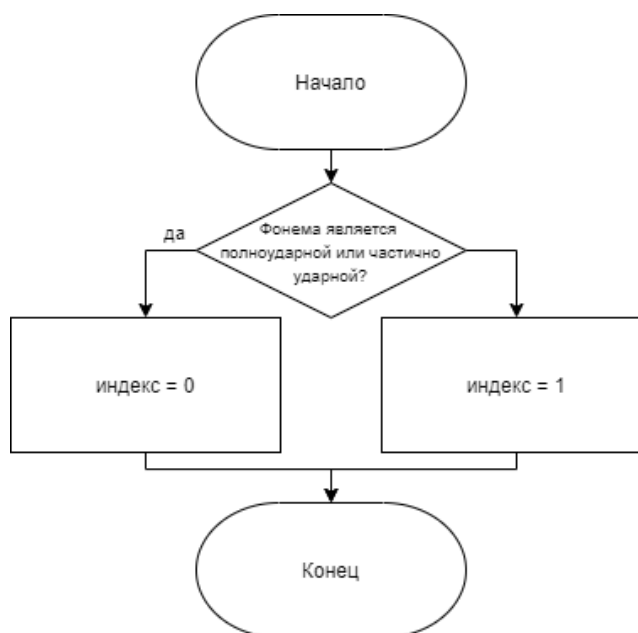 Начало
да
Фонема является
полноударной или частично
ударной?
индекс = 0
индекс = 1
Конец